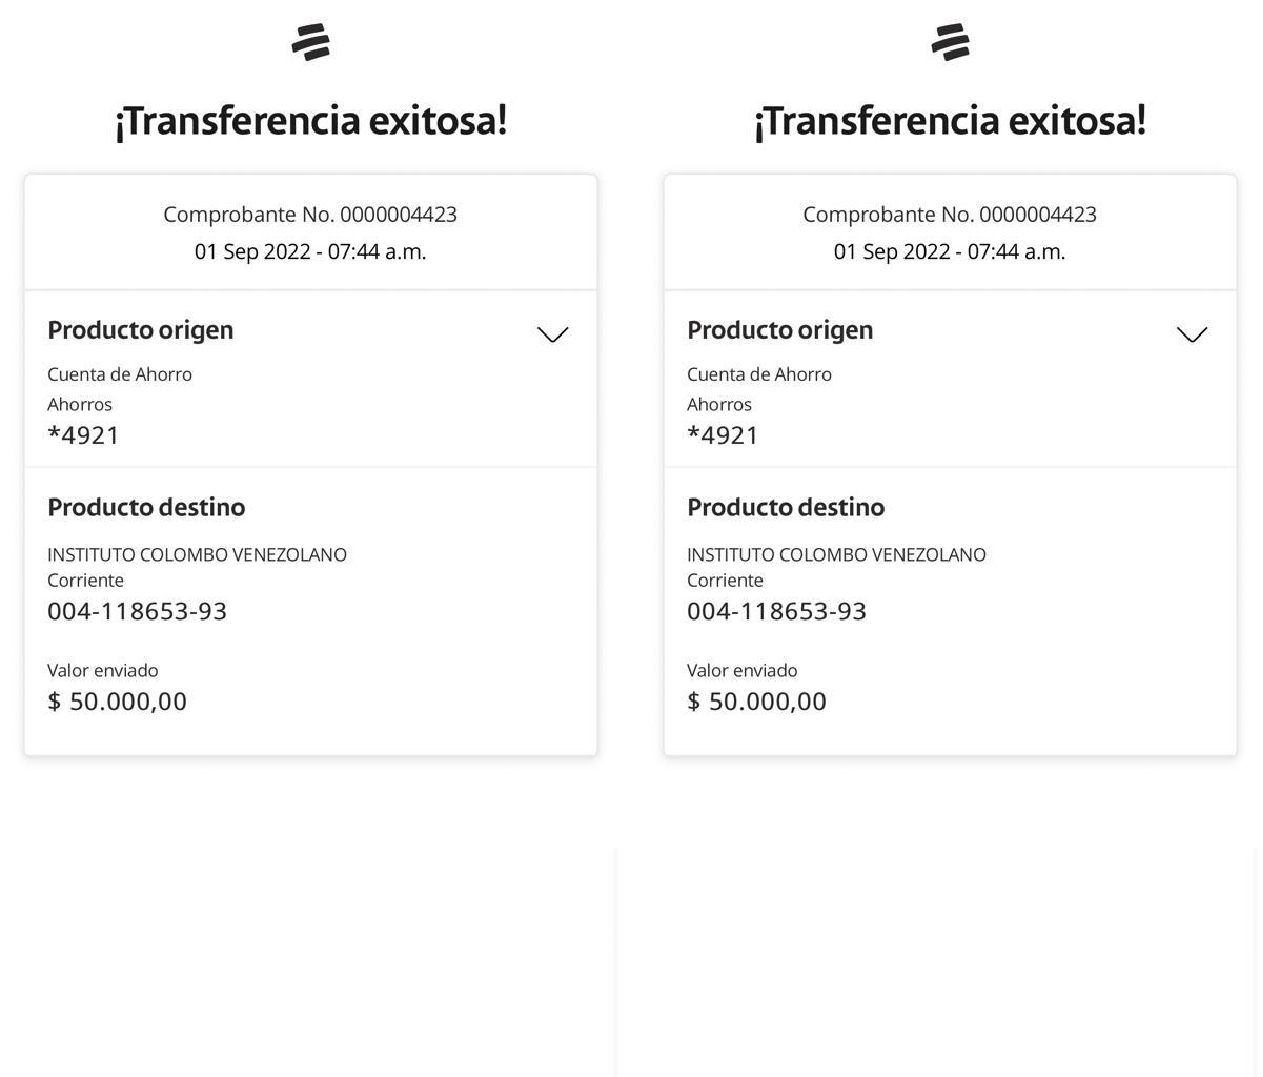 ¡Transferencia exitosa!
Comprobante No. 0000004423
01 Sep 2022 - 07:44 a.m.
Producto origen
Cuenta de Ahorro
Ahorros
*4921
Producto destino
INSTITUTO COLOMBO VENEZOLANO
Corriente
004-118653-93
Valor enviado
$ 50.000,00
¡Transferencia exitosa!
Comprobante No. 0000004423
01 Sep 2022 - 07:44 a.m.
Producto origen
Cuenta de Ahorro
Ahorros
*4921
Producto destino
INSTITUTO COLOMBO VENEZOLANO
Corriente
004-118653-93
Valor enviado
$ 50.000,00